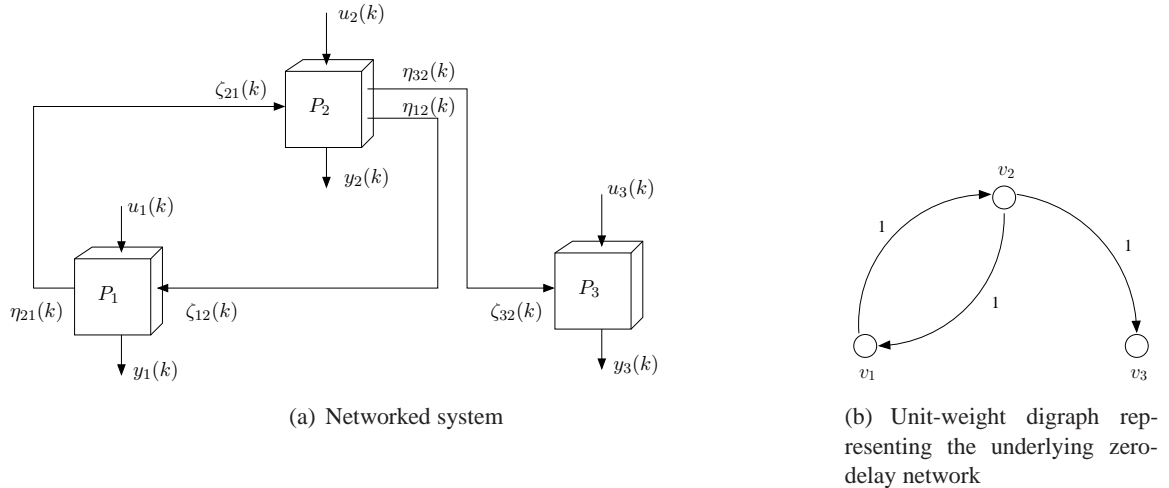 u₂(k)
η₃₂(k)
ζ₂₁(k)
P₂
η₁₂(k)
y₂(k)
u₁(k)
u₃(k)
P₁
P₃
η₂₁(k)
ζ₁₂(k)
ζ₃₂(k)
y₁(k)
y₃(k)
(a) Networked system
v₂
1
1
1
v₁
v₃
(b) Unit-weight digraph rep-
resenting the underlying zero-
delay network